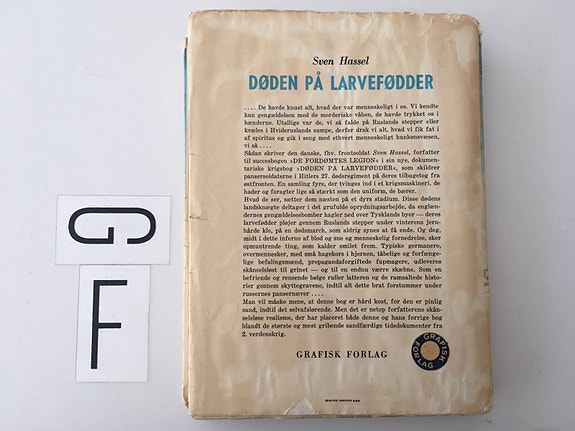 Sven Hassel
DØDEN PÅ LARVEFØDDER
.... De havde knust alt, hvad der var menneskeligt i os. Vi kendte
kun gengældelsen med de morderiske våben, de havde trykket os i
hænderne. Utallige var de, vi så falde på Ruslands stepper eller
kvæles i Hvideruslands sumpe, derfor drak vi alt, hvad vi fik fat i
af spiritus og gik i seng med ethvert menneskeligt hunkønsvæsen,
vi så ....
Sådan skriver den danske, fhv. frontsoldat Sven Hassel, forfatter
til succesbogen »DE FORDØMTES LEGION« i sin nye, dokumen-
tariske krigsbog »DØDEN PÅ LARVEFØDDER«, som skildrer
pansersoldaterne i Hitlers 27. dødsregiment på deres tilbagetog fra
østfronten. En samling fyre, der tvinges ind i et krigsmaskineri, de
hader og foragter lige så stærkt som den uniform, de bærer.
Hvad de ser, sætter dem næsten på et dyrs stadium. Disse dødens
landsknægte deltager i det grufulde oprydningsarbejde, da englæn-
dernes gengældelsesbomber hagler ned over Tysklands byer — deres
larvefødder pløjer gennem Ruslands stepper under vinterens jern-
hårde klo, på en dødsmarch, som aldrig synes at få ende. Og dog,
midt i dette inferno af blod og sne og menneskelig fornedrelse, sker
opmuntrende ting, som kalder smilet frem. Typiske germanere,
overmennesker, med små hagekors i hjernen, tåbelige og forfænge-
lige befalingsmænd, propagandaforgiftede fupmagere, udleveres
skånselsløst til grinet — og til en endnu værre skæbne. Som en
befriende og rensende bølge ruller latteren og de ramsaltede histo-
rier gennem skyttegravene, indtil alt dette brat forstummer under
russernes pansernæver ....
Man vil måske mene, at denne bog er hård kost, for den er pinlig
sand, indtil det selvafslørende. Men det er netop forfatterens skån-
selsløse realisme, der har placeret både denne og hans forrige bog
blandt de største og mest gribende sandfærdige tidsdokumenter fra
2. verdenskrig.
GRAFISK FORLAG
GRAFISK FORLAG
G
F